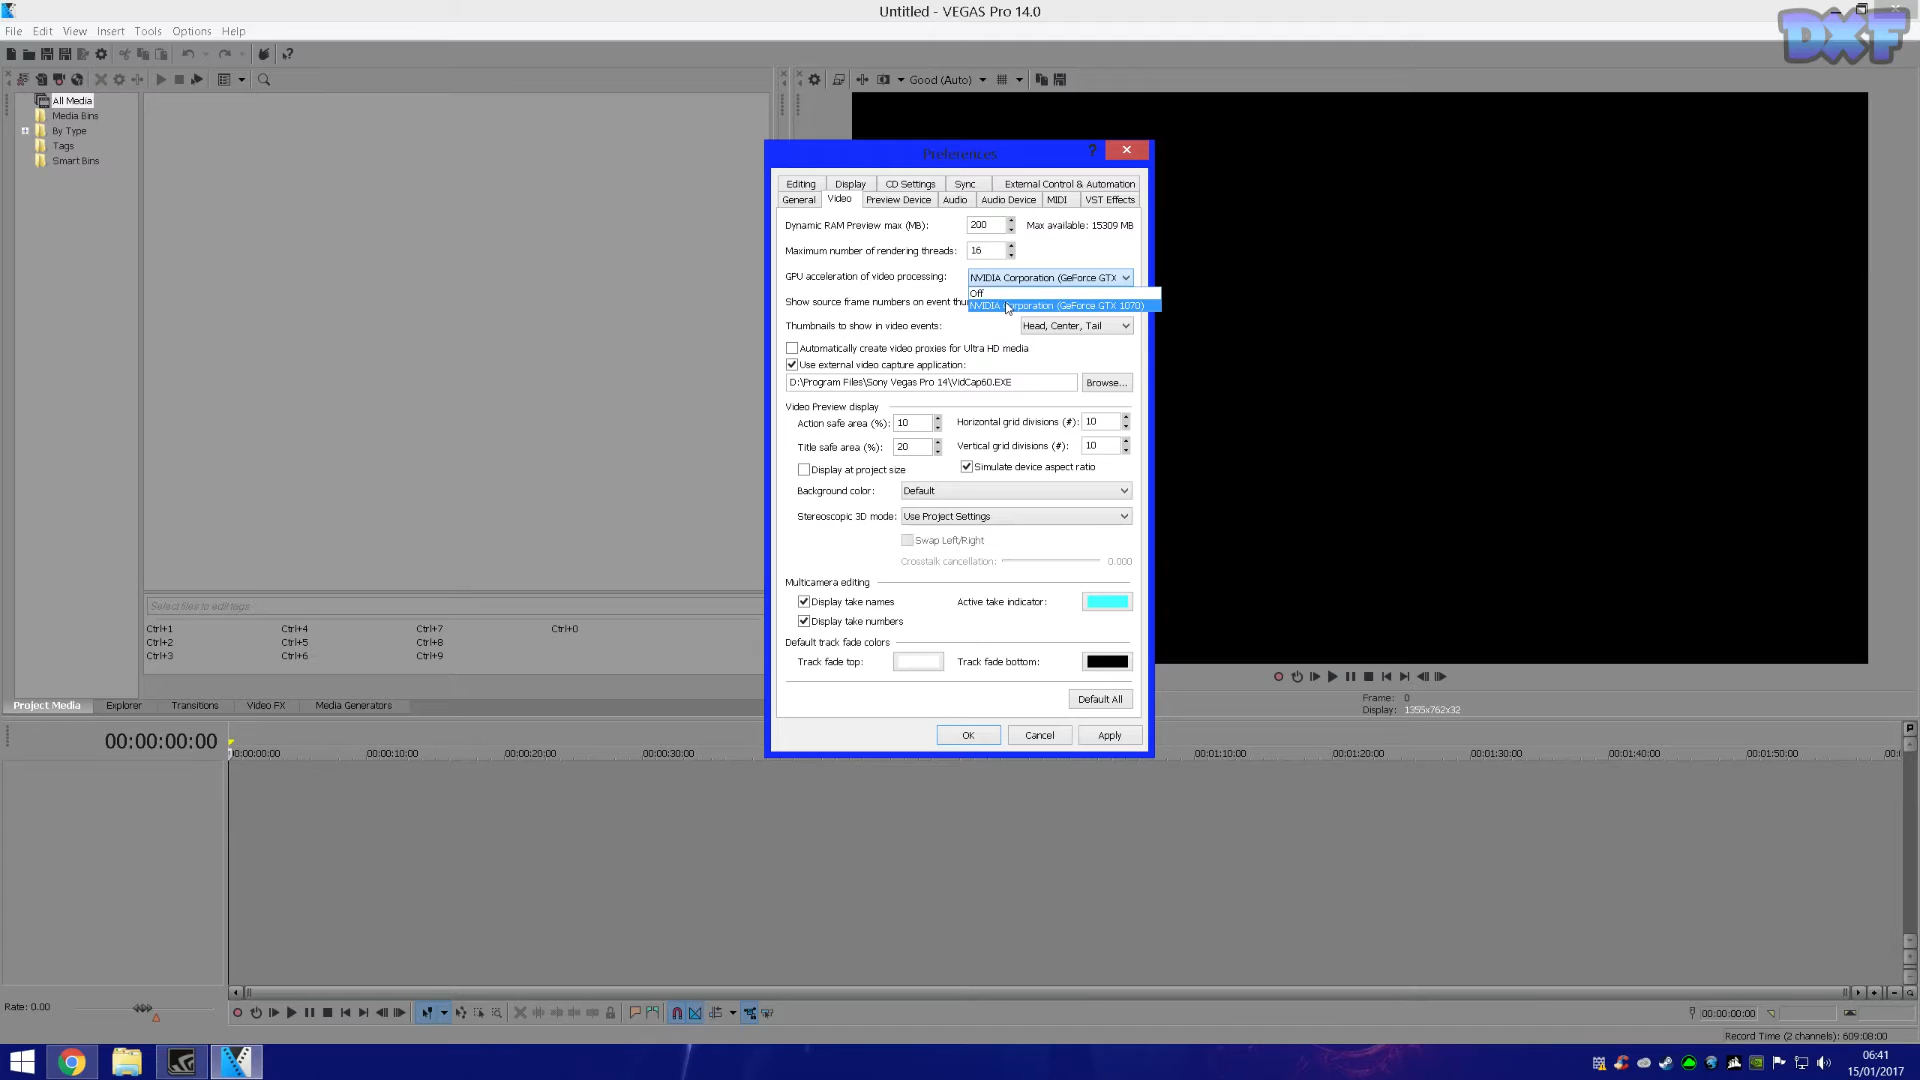 Untitled - VEGAS Pro 14.0
DXF
File Edit View Insert Tools Options Help
Good (Auto)
All Media
Media Bins
By Type
Tags
Smart Bins
Preferences
Editing Display CD Settings Sync External Control & Automation
General Video Preview Device Audio Audio Device MIDI VST Effects
Dynamic RAM Preview max (MB): 200 Max available: 15309 MB
Maximum number of rendering threads: 16
GPU acceleration of video processing: NVIDIA Corporation (GeForce GTX
Off
Show source frame numbers on event thu
NVIDIA Corporation (GeForce GTX 1070)
Thumbnails to show in video events: Head, Center, Tail
Automatically create video proxies for Ultra HD media
Use external video capture application:
D:\Program Files\Sony Vegas Pro 14\VidCap60.EXE Browse...
Video Preview display
Action safe area (%): 10 Horizontal grid divisions (#): 10
Title safe area (%): 20 Vertical grid divisions (#): 10
Display at project size Simulate device aspect ratio
Background color: Default
Stereoscopic 3D mode: Use Project Settings
Swap Left/Right
Crosstalk cancellation: 0.000
Multicamera editing
Display take names Active take indicator:
Display take numbers
Default track fade colors
Track fade top: Track fade bottom:
Default All
OK Cancel Apply
Select files to edit tags
Ctrl+1 Ctrl+4 Ctrl+7 Ctrl+0
Ctrl+2 Ctrl+5 Ctrl+8
Ctrl+3 Ctrl+6 Ctrl+9
Project Media Explorer Transitions Video FX Media Generators
Frame: 0
Display: 1355x762x32
00:00:00:00
00:00:00:00 00:00:10:00 00:00:20:00 00:00:30:00 00:01:10:00 00:01:20:00 00:01:30:00 00:01:40:00 00:01:50:00 00:
Rate: 0.00
00:00:00:00
Record Time (2 channels): 609:08:00
06:41
15/01/2017